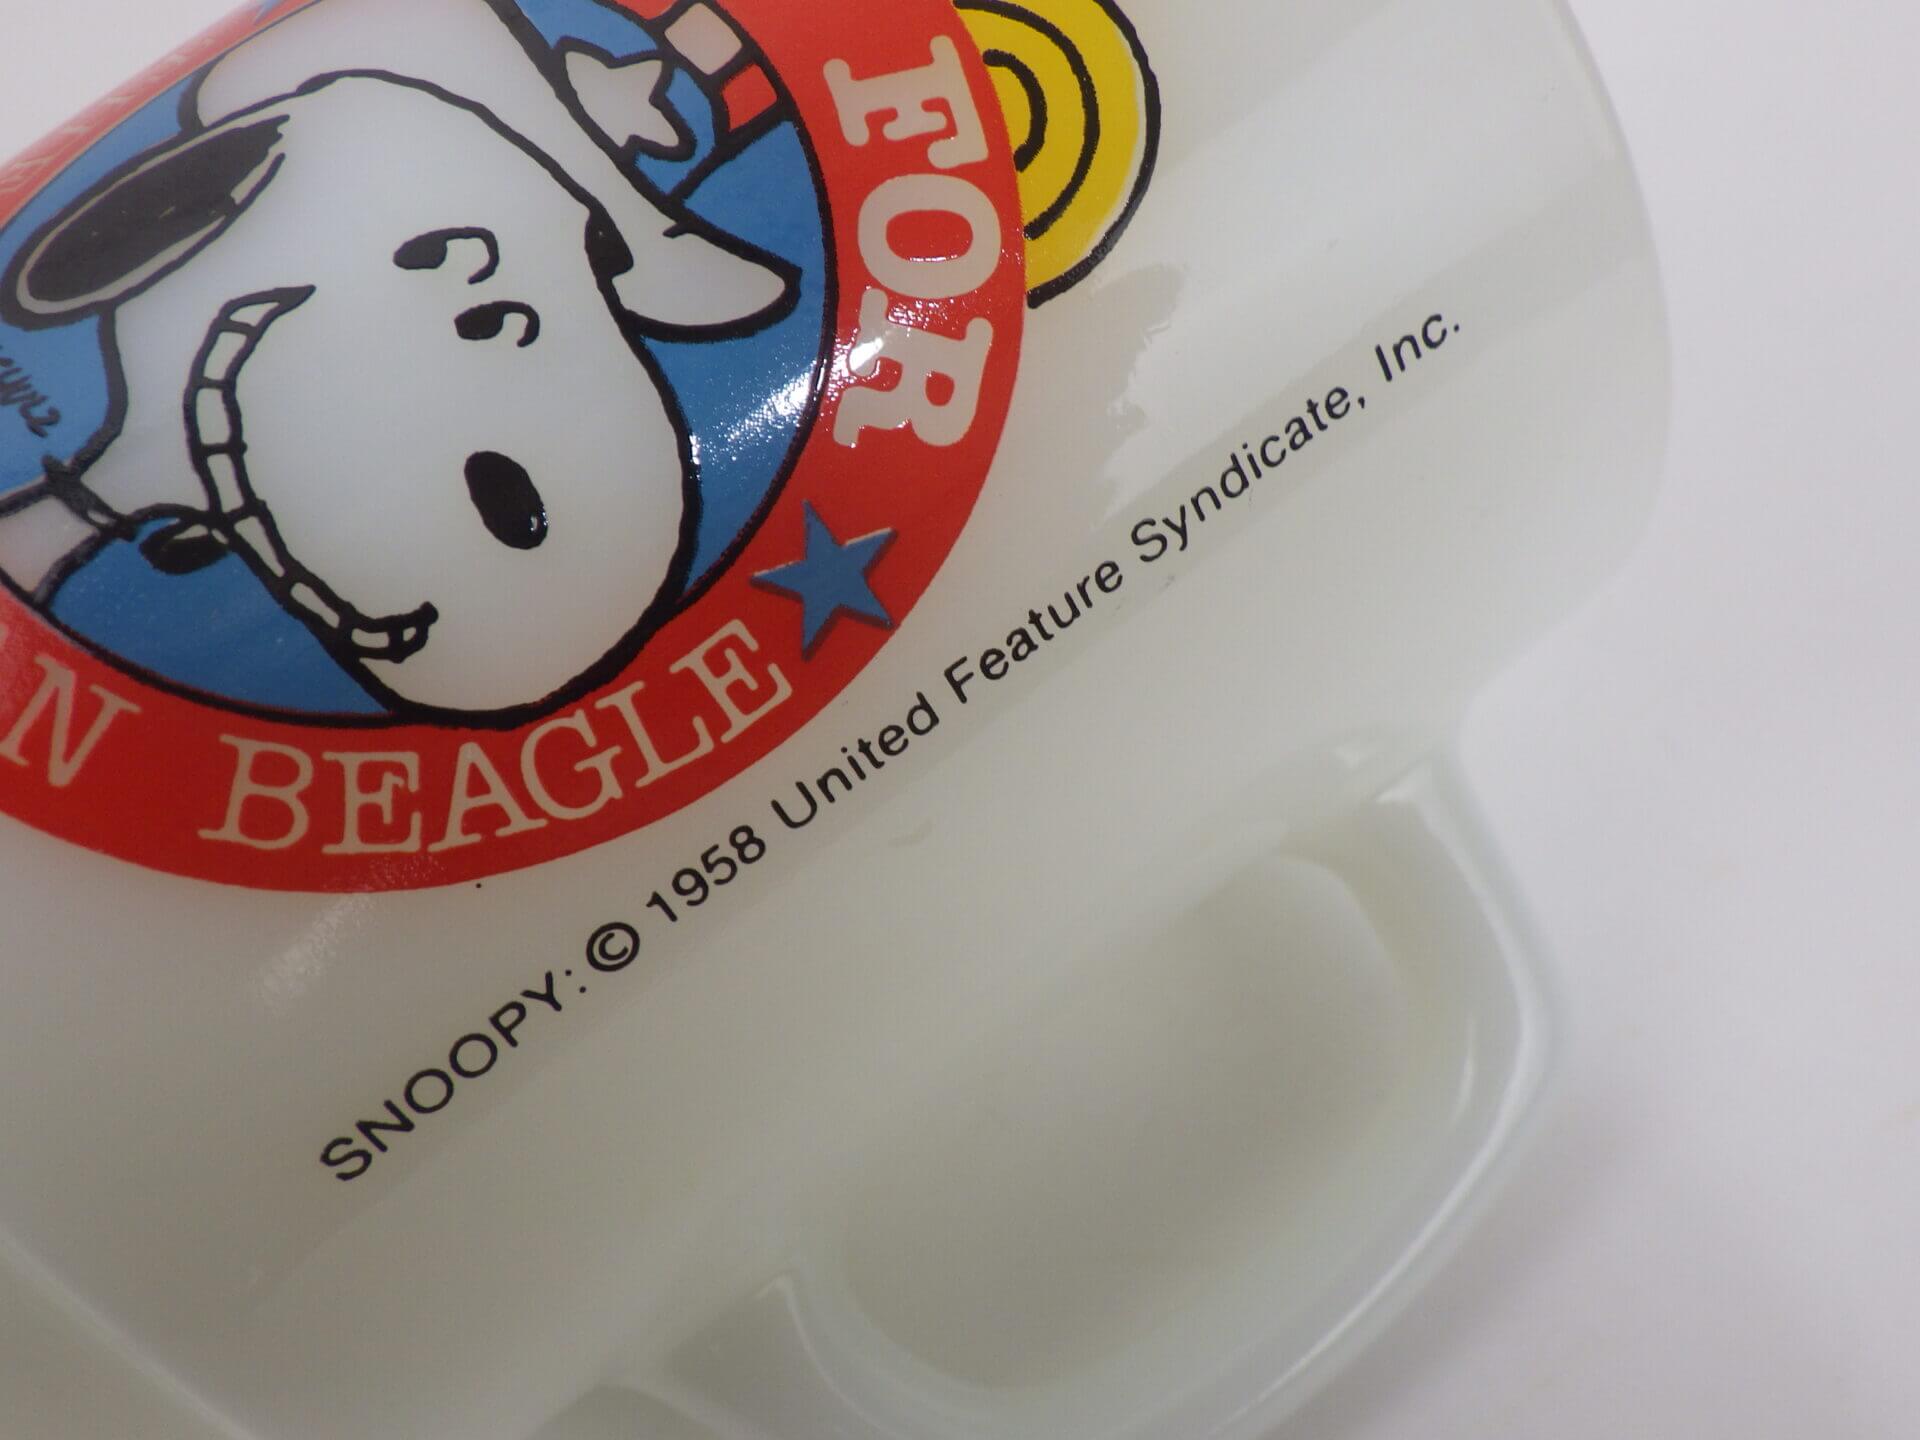 FOR
BEAGLE
SNOOPY: © 1958 United Feature Syndicate, Inc.